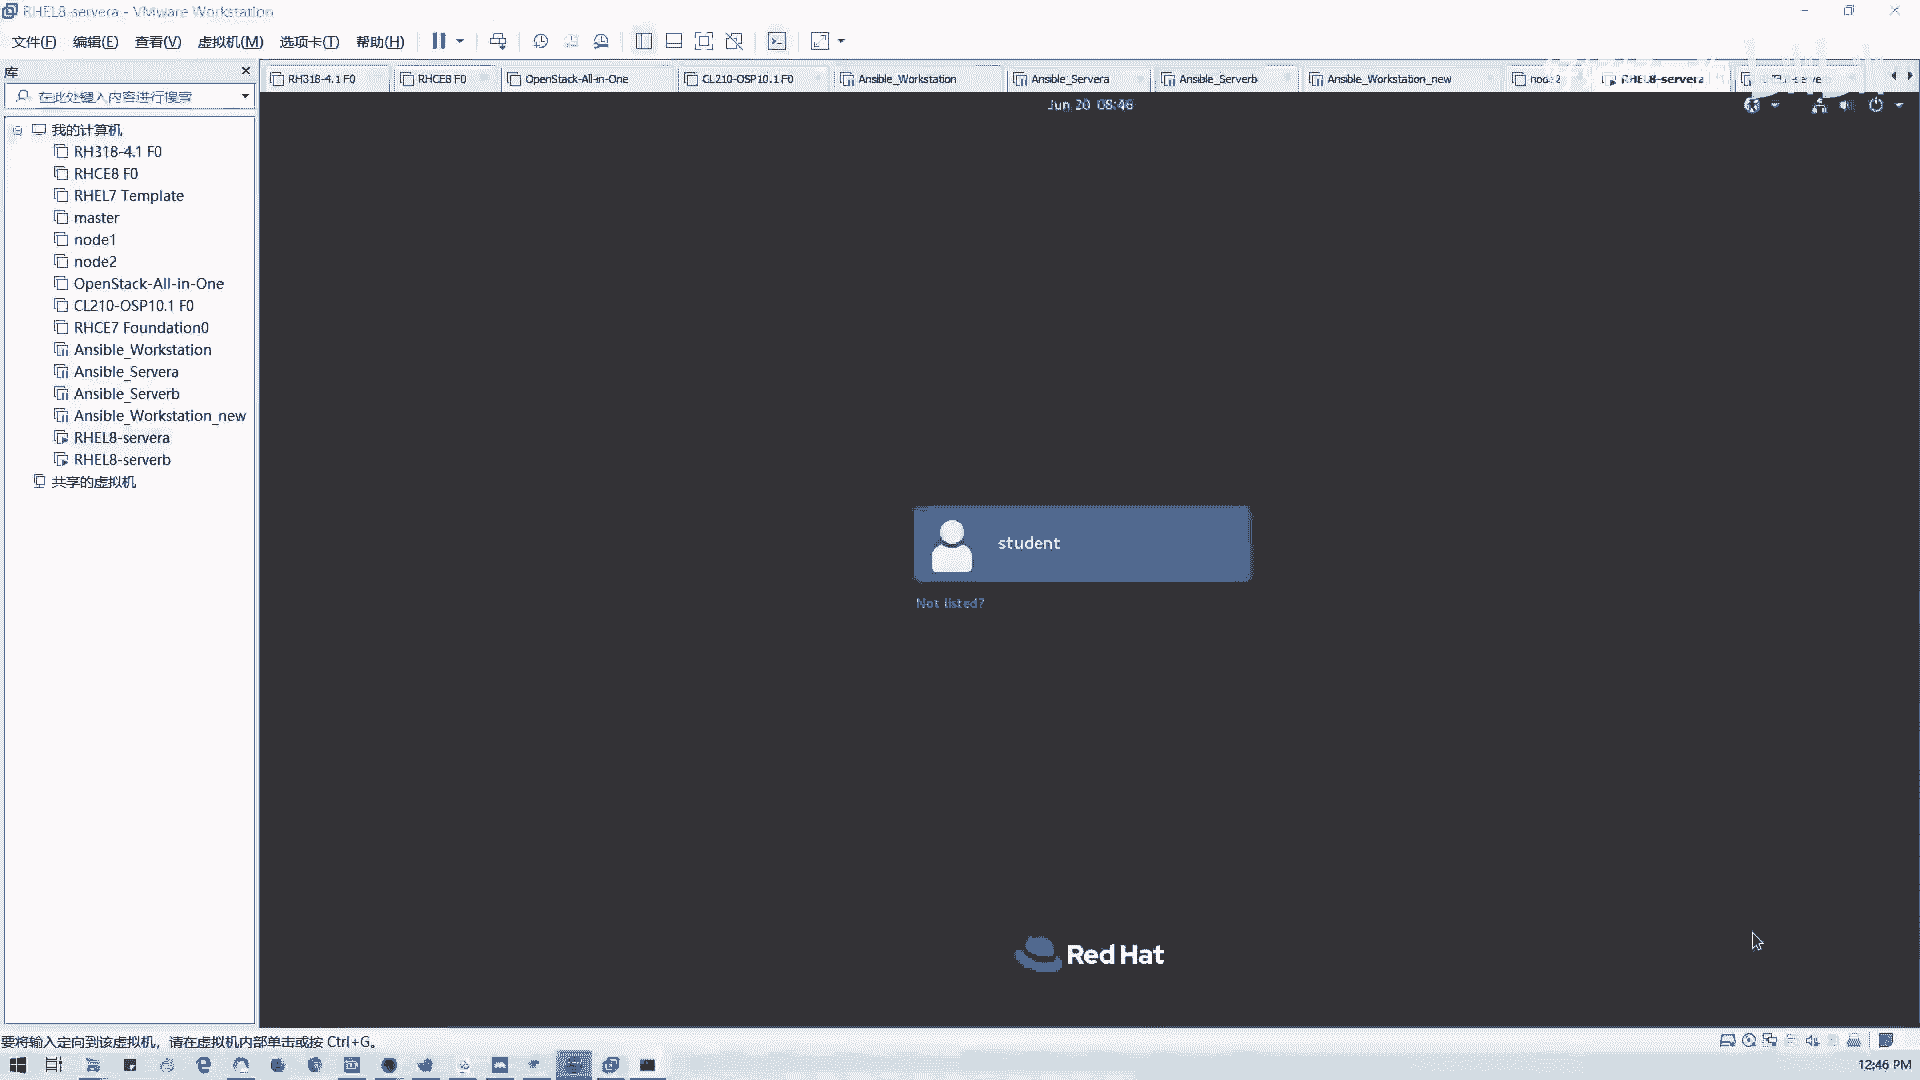 RHEL8-servera - VMware Workstation
文件(F) 编辑(E) 查看(V) 虚拟机(M) 选项卡(T) 帮助(H)
库
在此处键入内容进行搜索
我的计算机
RH318-4.1 F0
RHCE8 F0
RHEL7 Template
master
node1
node2
OpenStack-All-in-One
CL210-OSP10.1 F0
RHCE7 Foundation0
Ansible_Workstation
Ansible_Servera
Ansible_Serverb
Ansible_Workstation_new
RHEL8-servera
RHEL8-serverb
共享的虚拟机
RH318-4.1 F0 RHCE8 F0 OpenStack-All-in-One CL210-OSP10.1 F0 Ansible_Workstation Ansible_Servera Ansible_Serverb Ansible_Workstation_new node2 RHEL8-servera
Jun 20 08:46
student
Not listed?
Red Hat
要将输入定向到该虚拟机，请在虚拟机内部单击或按 Ctrl+G。
12:46 PM